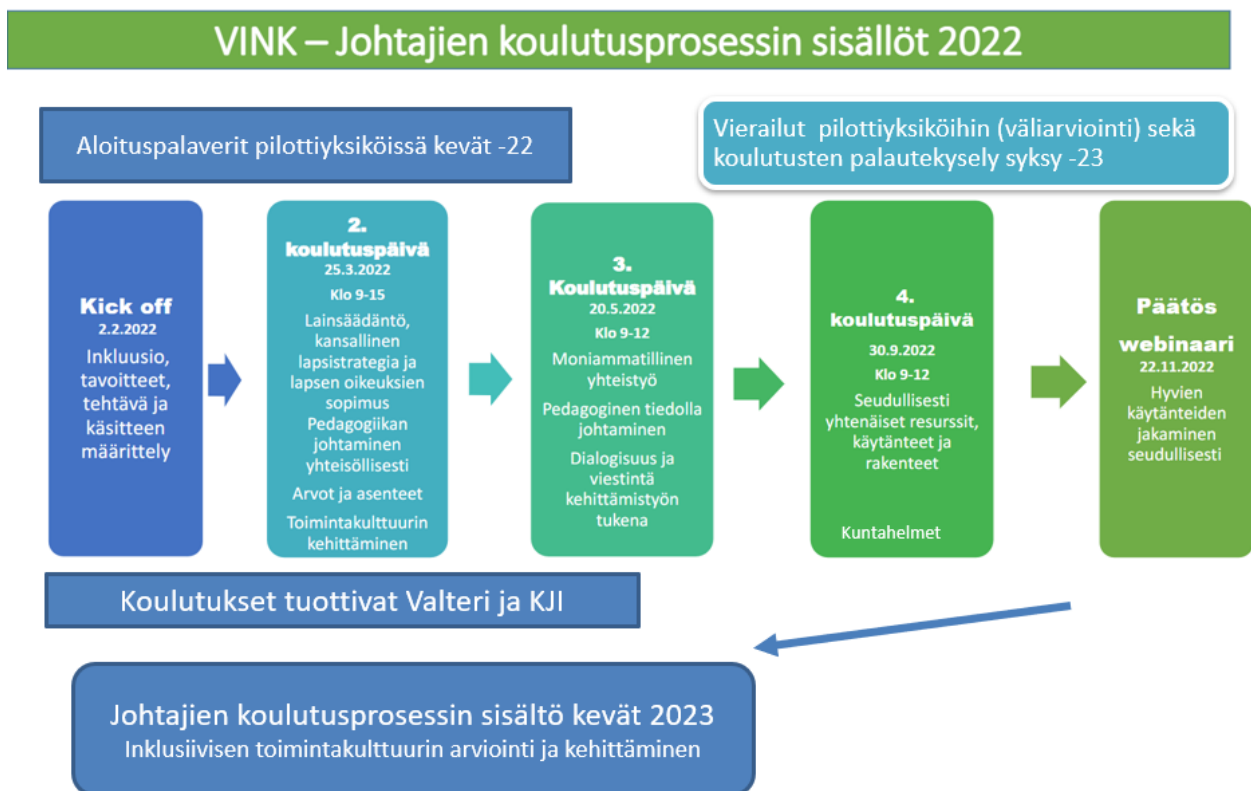 VINK – Johtajien koulutusprosessin sisällöt 2022
Aloituspalaverit pilottiyksiköissä kevät -22
Vierailut pilottiyksiköihin (väliarviointi) sekä
koulutusten palautekysely syksy -23
Kick off
2.2.2022
Inkluusio,
tavoitteet,
tehtävä ja
käsitteen
määrittely
2.
koulutuspäivä
25.3.2022
Klo 9-15
Lainsäädäntö,
kansallinen
lapsistrategia ja
lapsen oikeuksien
sopimus
Pedagogiikan
johtaminen
yhteisöllisesti
Arvot ja asenteet
Toimintakulttuurin
kehittäminen
3.
Koulutuspäivä
20.5.2022
Klo 9-12
Moniammatillinen
yhteistyö
Pedagoginen tiedolla
johtaminen
Dialogisuus ja
viestintä
kehittämistyön
tukena
4.
koulutuspäivä
30.9.2022
Klo 9-12
Seudullisesti
yhtenäiset resurssit,
käytänteet ja
rakenteet
Kuntahelmet
Päätös
webinaari
22.11.2022
Hyvien
käytänteiden
jakaminen
seudullisesti
Koulutukset tuottivat Valteri ja KJI
Johtajien koulutusprosessin sisältö kevät 2023
Inklusiivisen toimintakulttuurin arviointi ja kehittäminen